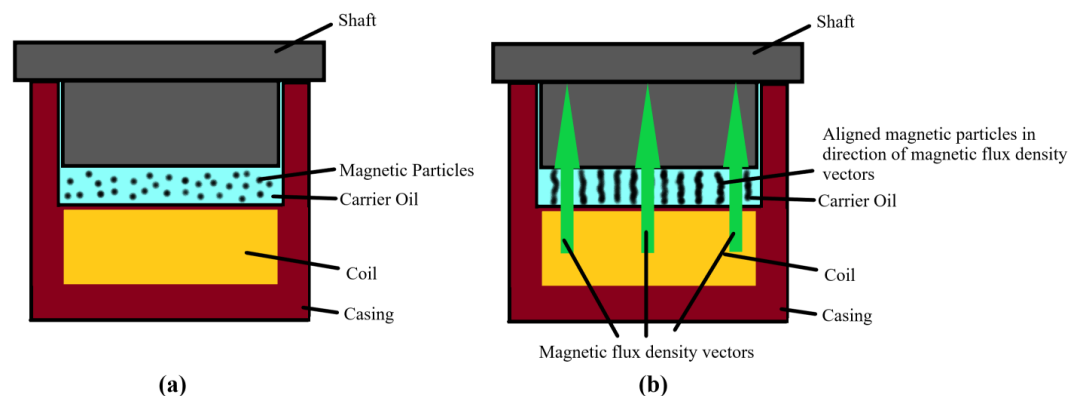 Shaft
Magnetic Particles
Carrier Oil
Coil
Casing
(a)
Shaft
Aligned magnetic particles in
direction of magnetic flux density
vectors
Carrier Oil
Coil
Casing
Magnetic flux density vectors
(b)